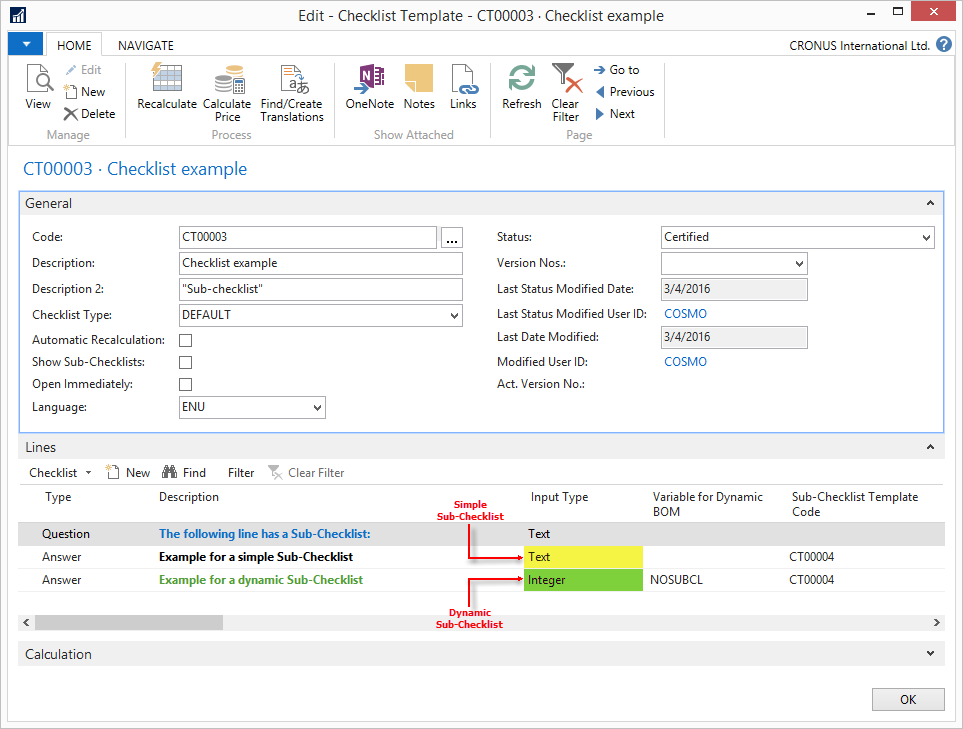 Edit - Checklist Template - CT00003 · Checklist example
HOME NAVIGATE CRONUS International Ltd.
View
Edit
New
Delete
Manage
Recalculate
Calculate
Price
Find/Create
Translations
Process
OneNote
Notes
Links
Show Attached
Refresh
Clear
Filter
Go to
Previous
Next
Page
CT00003 · Checklist example
General
Code: CT00003 ...
Description: Checklist example
Description 2: "Sub-checklist"
Checklist Type: DEFAULT
Automatic Recalculation:
Show Sub-Checklists:
Open Immediately:
Language: ENU
Status: Certified
Version Nos.:
Last Status Modified Date: 3/4/2016
Last Status Modified User ID: COSMO
Last Date Modified: 3/4/2016
Modified User ID: COSMO
Act. Version No.:
Lines
Checklist New Find Filter Clear Filter
Type Description Input Type Variable for Dynamic
BOM Sub-Checklist Template
Code
Simple
Sub-Checklist
Question The following line has a Sub-Checklist: Text
Answer Example for a simple Sub-Checklist Text CT00004
Answer Example for a dynamic Sub-Checklist Integer NOSUBCL CT00004
Dynamic
Sub-Checklist
Calculation
OK